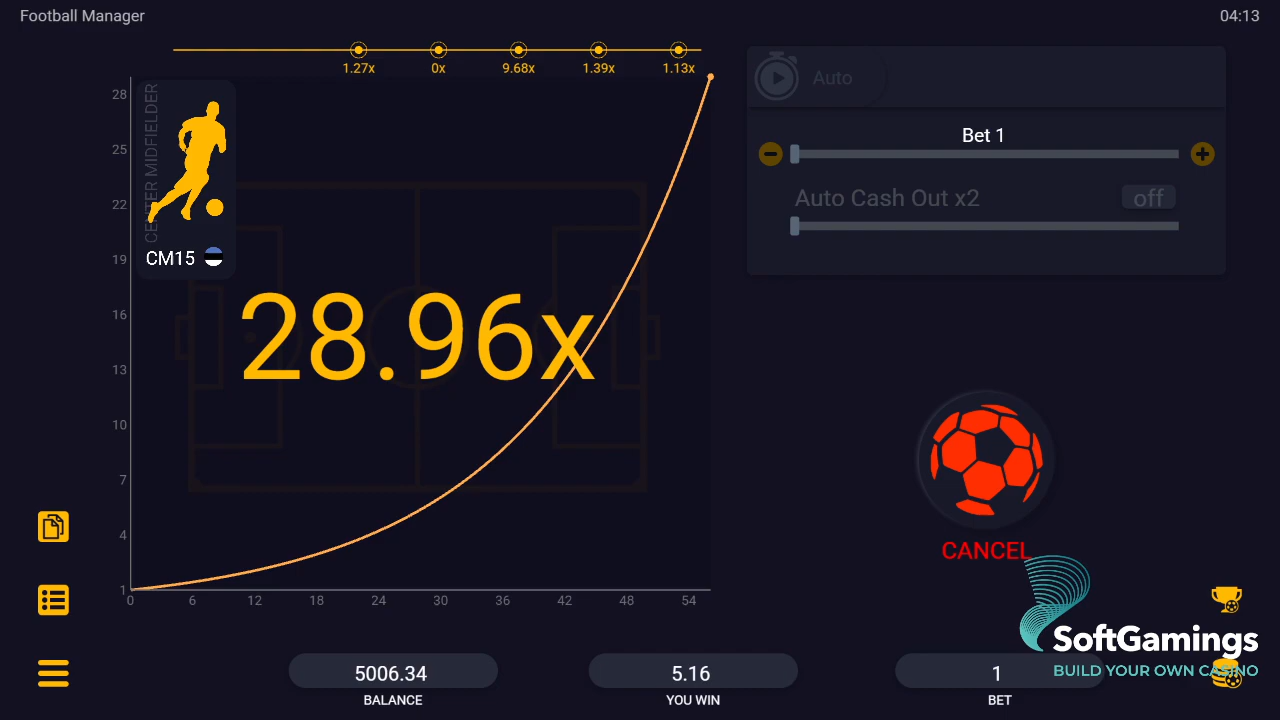 Football Manager
04:13
1.27x 0x 9.68x 1.39x 1.13x
Auto
28
25
22
19
16
13
10
7
4
1
0 6 12 18 24 30 36 42 48 54
CENTER MIDFIELDER
CM15
28.96x
Bet 1
Auto Cash Out x2
off
CANCEL
SoftGamings
BUILD YOUR OWN CASINO
5006.34
BALANCE
5.16
YOU WIN
1
BET